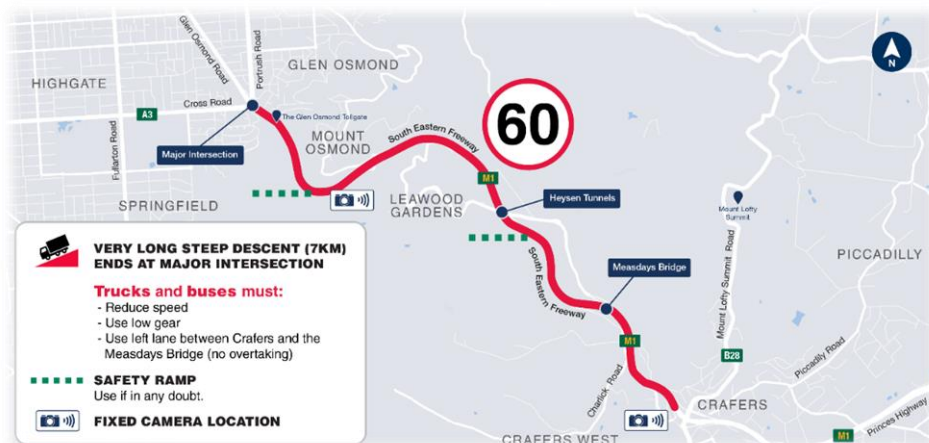 Glen Osmond Road
Portrush Road
GLEN OSMOND
HIGHGATE
Cross Road
A3
The Glen Osmond Tollgate
Major Intersection
MOUNT
OSMOND
Fullarton Road
SPRINGFIELD
South Eastern Freeway
60
N
M1
LEAWOOD
GARDENS
Heysen Tunnels
South Eastern Freeway
Measdays Bridge
M1
Mount Lofty
Summit
Mount Lofty Summit Road
PICCADILLY
B28
Piccadilly Road
Charlick Road
CRAFERS
CRAFERS WEST
M1
Princes Highway
VERY LONG STEEP DESCENT (7KM)
ENDS AT MAJOR INTERSECTION
Trucks and buses must:
- Reduce speed
- Use low gear
- Use left lane between Crafers and the
Measdays Bridge (no overtaking)
SAFETY RAMP
Use if in any doubt.
FIXED CAMERA LOCATION